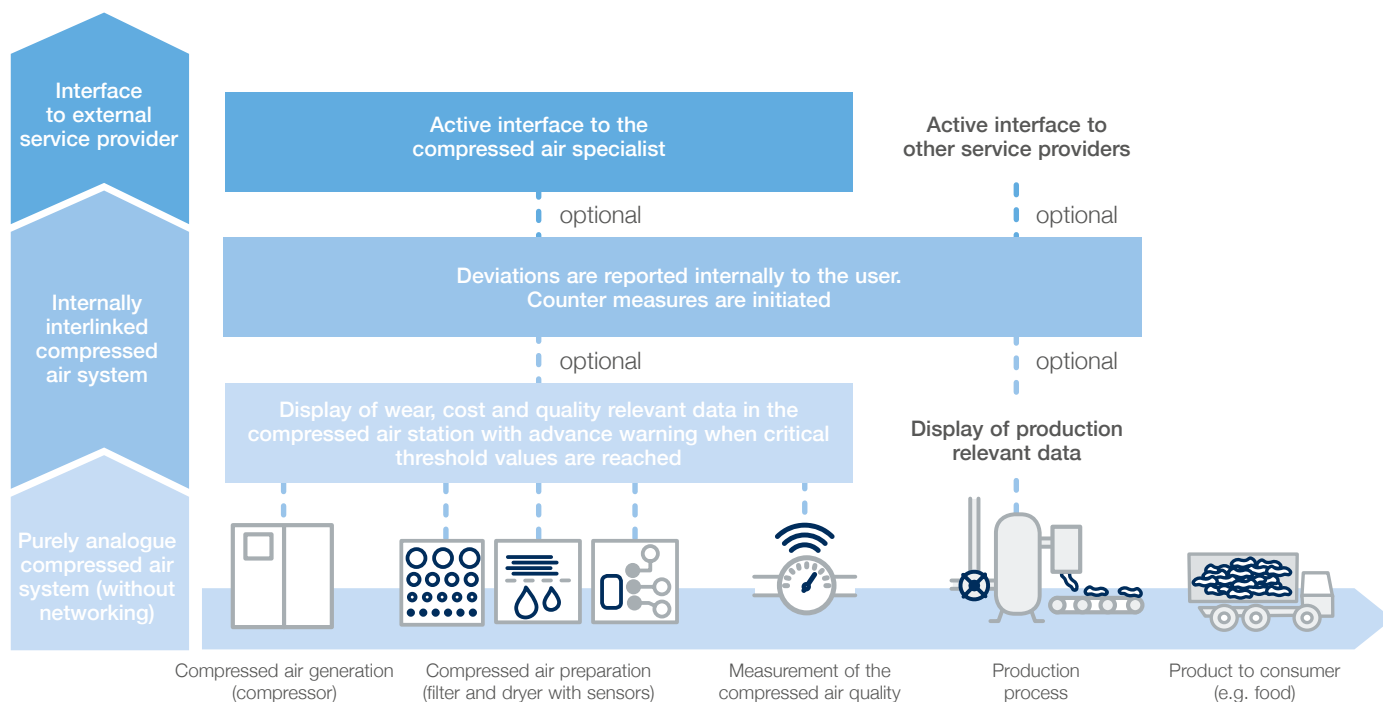 Interface
to external
service provider
Active interface to the
compressed air specialist
Active interface to
other service providers
optional
optional
Internally
interlinked
compressed
air system
Deviations are reported internally to the user.
Counter measures are initiated
optional
optional
Display of wear, cost and quality relevant data in the
compressed air station with advance warning when critical
threshold values are reached
Display of production
relevant data
Purely analogue
compressed air
system (without
networking)
Compressed air generation
(compressor)
Compressed air preparation
(filter and dryer with sensors)
Measurement of the
compressed air quality
Production
process
Product to consumer
(e.g. food)